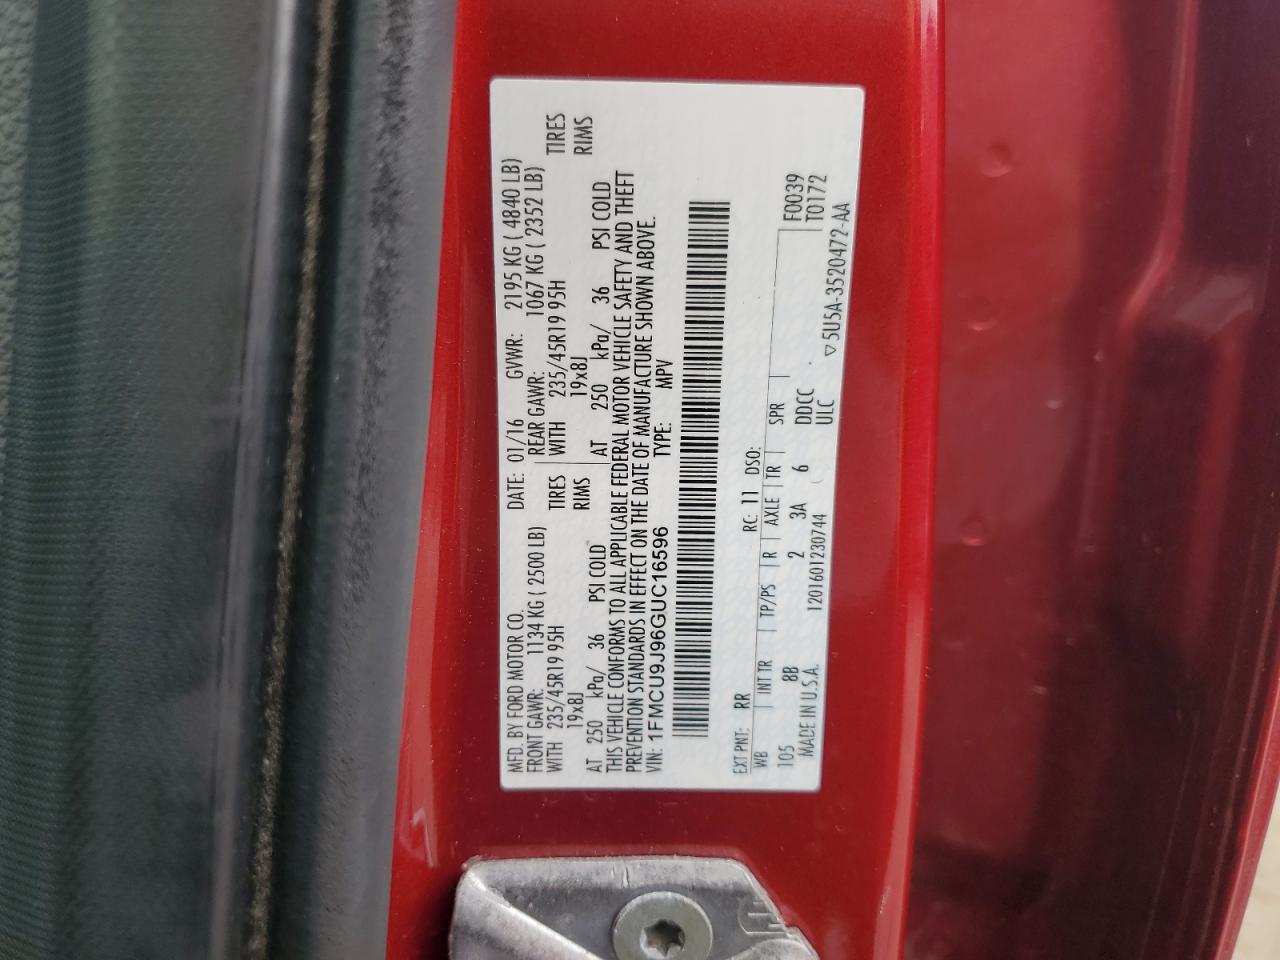 MFD. BY FORD MOTOR CO. DATE: 01/16 GVWR: 2195 KG ( 4840 LB)
FRONT GAWR: 1134 KG ( 2500 LB) REAR GAWR: 1067 KG ( 2352 LB)
WITH 235/45R19 95H TIRES WITH 235/45R19 95H TIRES
19x8J RIMS 19x8J RIMS
AT 250 kPa/ 36 PSI COLD AT 250 kPa/ 36 PSI COLD
THIS VEHICLE CONFORMS TO ALL APPLICABLE FEDERAL MOTOR VEHICLE SAFETY AND THEFT
PREVENTION STANDARDS IN EFFECT ON THE DATE OF MANUFACTURE SHOWN ABOVE.
VIN: 1FMCU9J96GUC16596 TYPE: MPV
EXT PNT: RR RC: 11 DSO:
WB INT TR TP/PS R AXLE TR SPR F0039
105 8B 2 3A 6 DDCC T0172
MADE IN U.S.A. 1201601230744 ULC ▽5U5A-3520472-AA